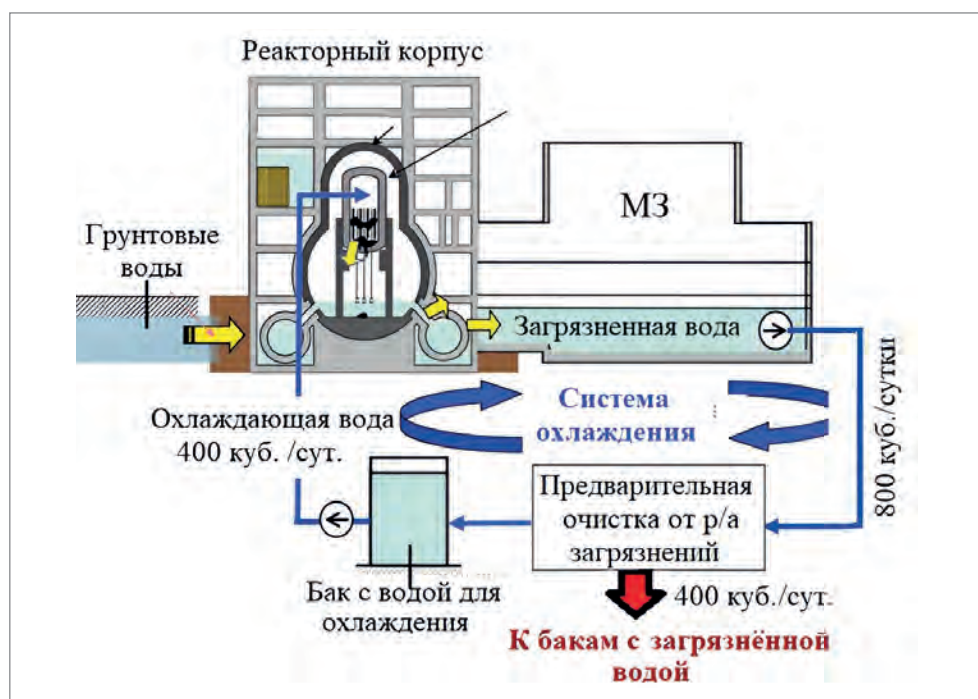 Реакторный корпус
МЗ
Грунтовые
воды
Загрязненная вода
Охлаждающая вода
400 куб. /сут.
Система
охлаждения
800 куб./сутки
Предварительная
очистка от р/а
загрязнений
Бак с водой для
охлаждения
400 куб./сут.
К бакам с загрязнённой
водой